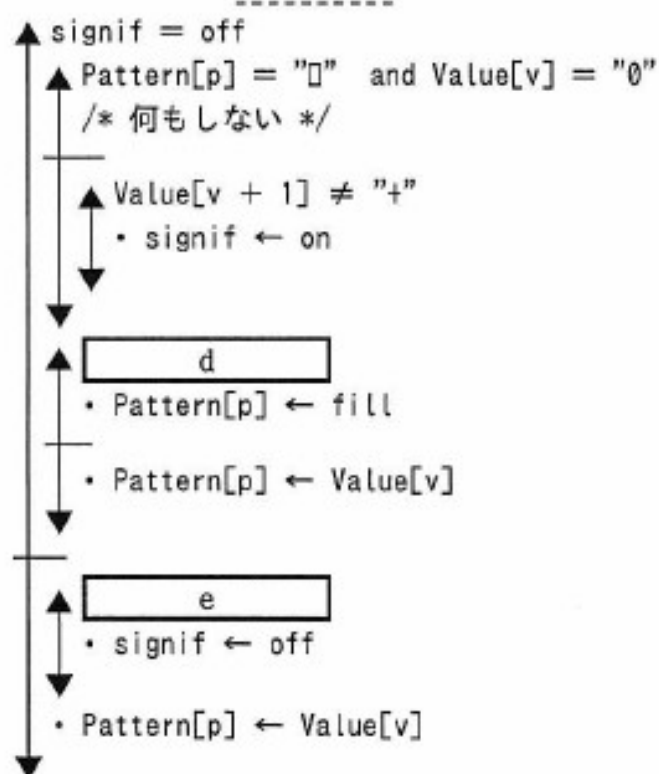 signif = off
Pattern[p] = "▯" and Value[v] = "0"
/* 何もしない */
Value[v + 1] ≠ "+"
・ signif ← on
d
・ Pattern[p] ← fill
・ Pattern[p] ← Value[v]
e
・ signif ← off
・ Pattern[p] ← Value[v]